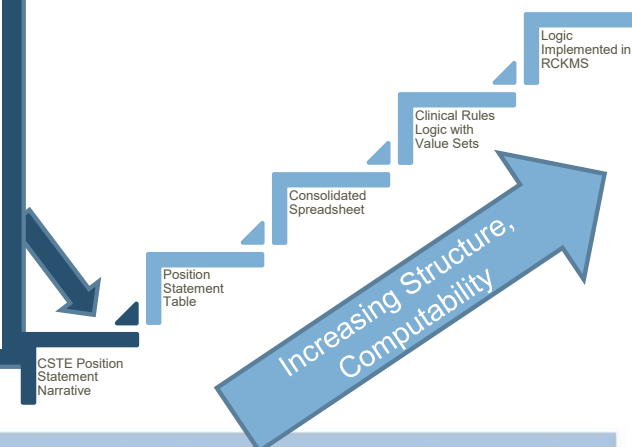 Logic
Implemented in
RCKMS
Clinical Rules
Logic with
Value Sets
Consolidated
Spreadsheet
Position
Statement
Table
CSTE Position
Statement
Narrative
Increasing Structure,
Computability